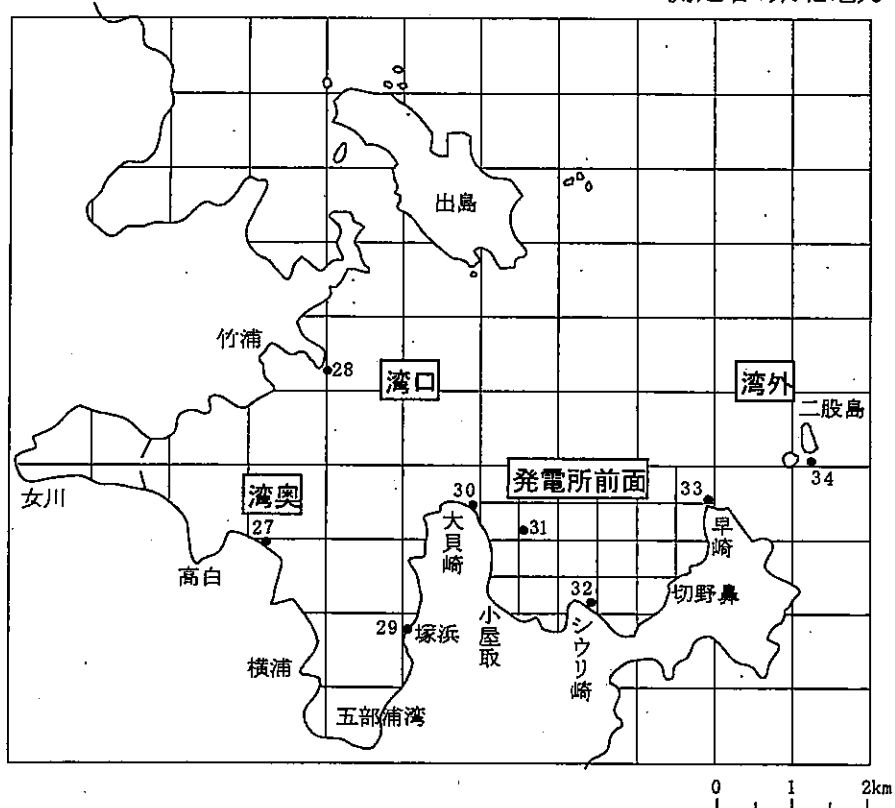 出島
竹浦
28
湾口
湾外
二股島
34
女川
湾奥
27
高白
発電所前面
30
31
33
大貝崎
早崎
32
切野鼻
29
塚浜
小屋取
シウリ崎
横浦
五部浦湾
0 1 2km